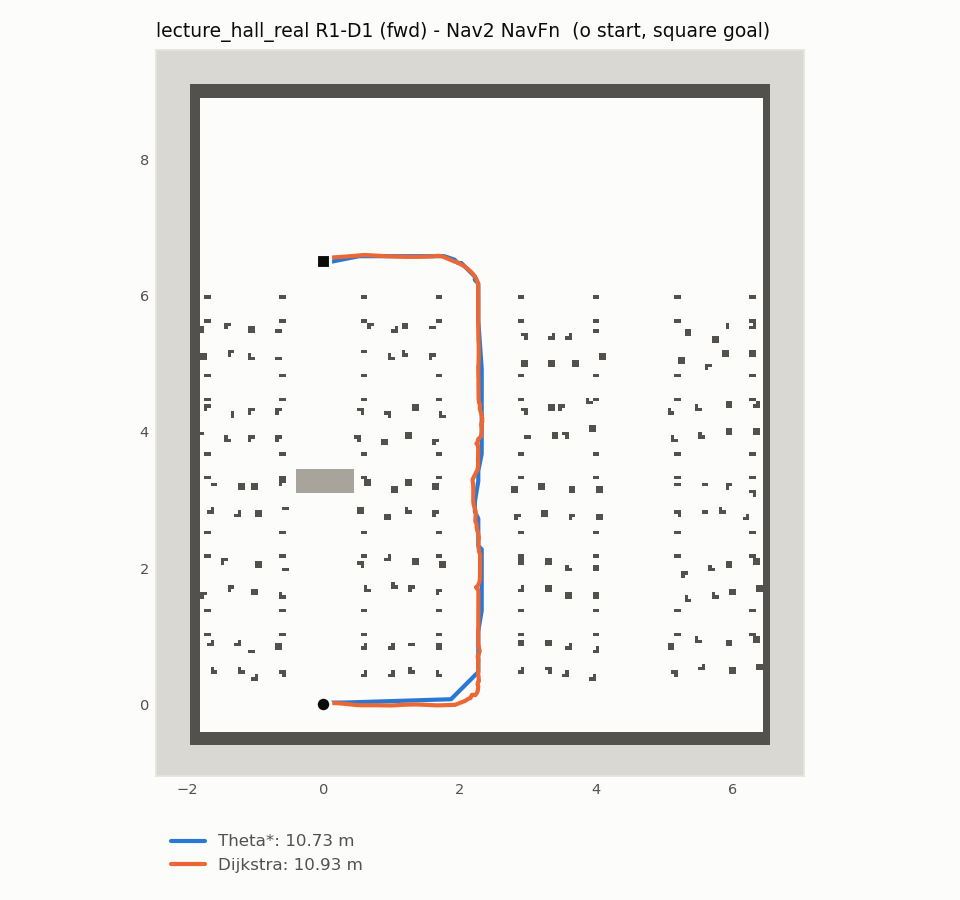 lecture_hall_real R1-D1 (fwd) - Nav2 NavFn  (o start, square goal)
8
6
4
2
0
−2 0 2 4 6
Theta*: 10.73 m
Dijkstra: 10.93 m